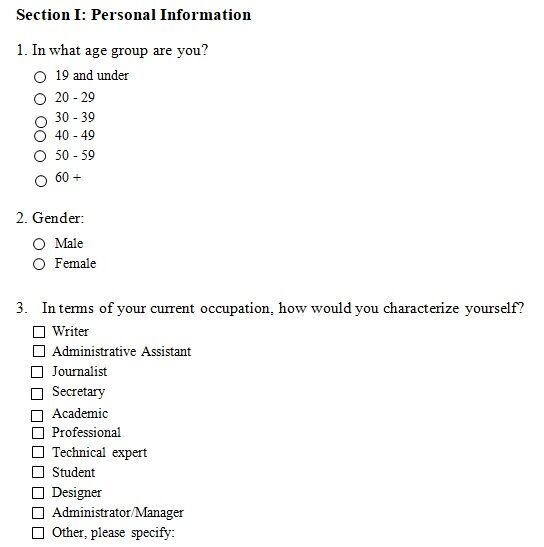 Section I: Personal Information
1. In what age group are you?
19 and under
20 - 29
30 - 39
40 - 49
50 - 59
60 +
2. Gender:
Male
Female
3. In terms of your current occupation, how would you characterize yourself?
Writer
Administrative Assistant
Journalist
Secretary
Academic
Professional
Technical expert
Student
Designer
Administrator/Manager
Other, please specify: